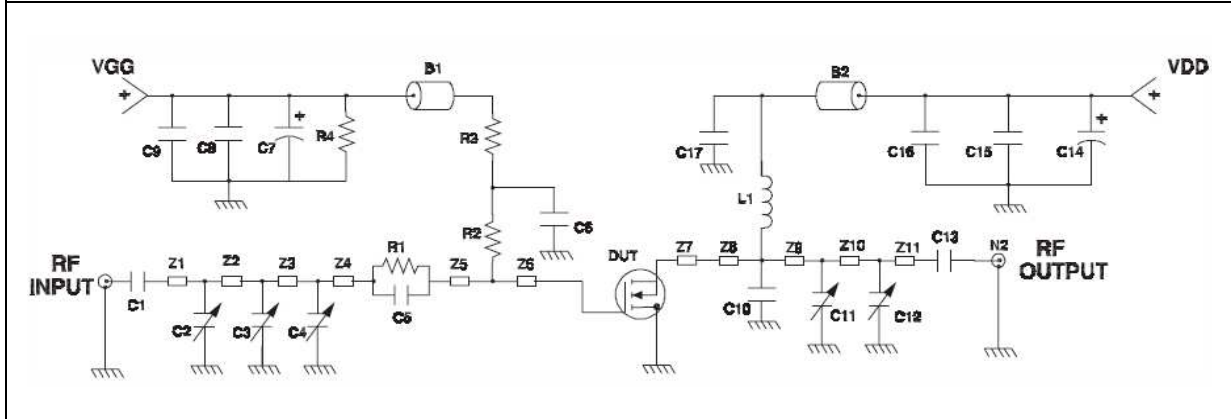 VGG
+
B1
B2
VDD
+
C9
C8
C7
+
R4
R3
C17
C16
C15
+
C14
C6
L1
R2
RF
INPUT
C1
Z1
Z2
Z3
Z4
R1
C5
Z5
Z6
DUT
Z7
Z8
Z9
Z10
Z11
C13
N2
RF
OUTPUT
C2
C3
C4
C10
C11
C12